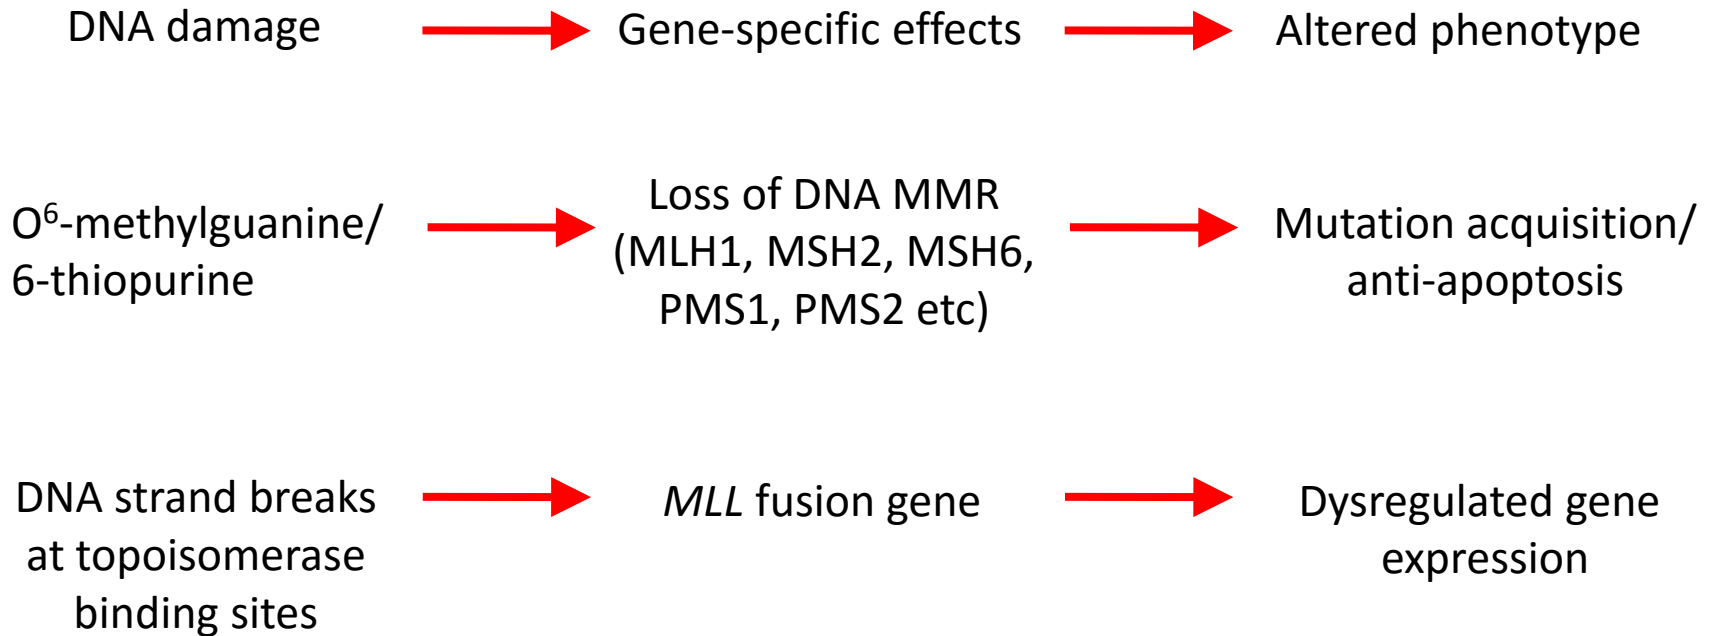 DNA damage
Gene-specific effects
Altered phenotype
O⁶-methylguanine/
6-thiopurine
Loss of DNA MMR
(MLH1, MSH2, MSH6,
PMS1, PMS2 etc)
Mutation acquisition/
anti-apoptosis
DNA strand breaks
at topoisomerase
binding sites
MLL fusion gene
Dysregulated gene
expression